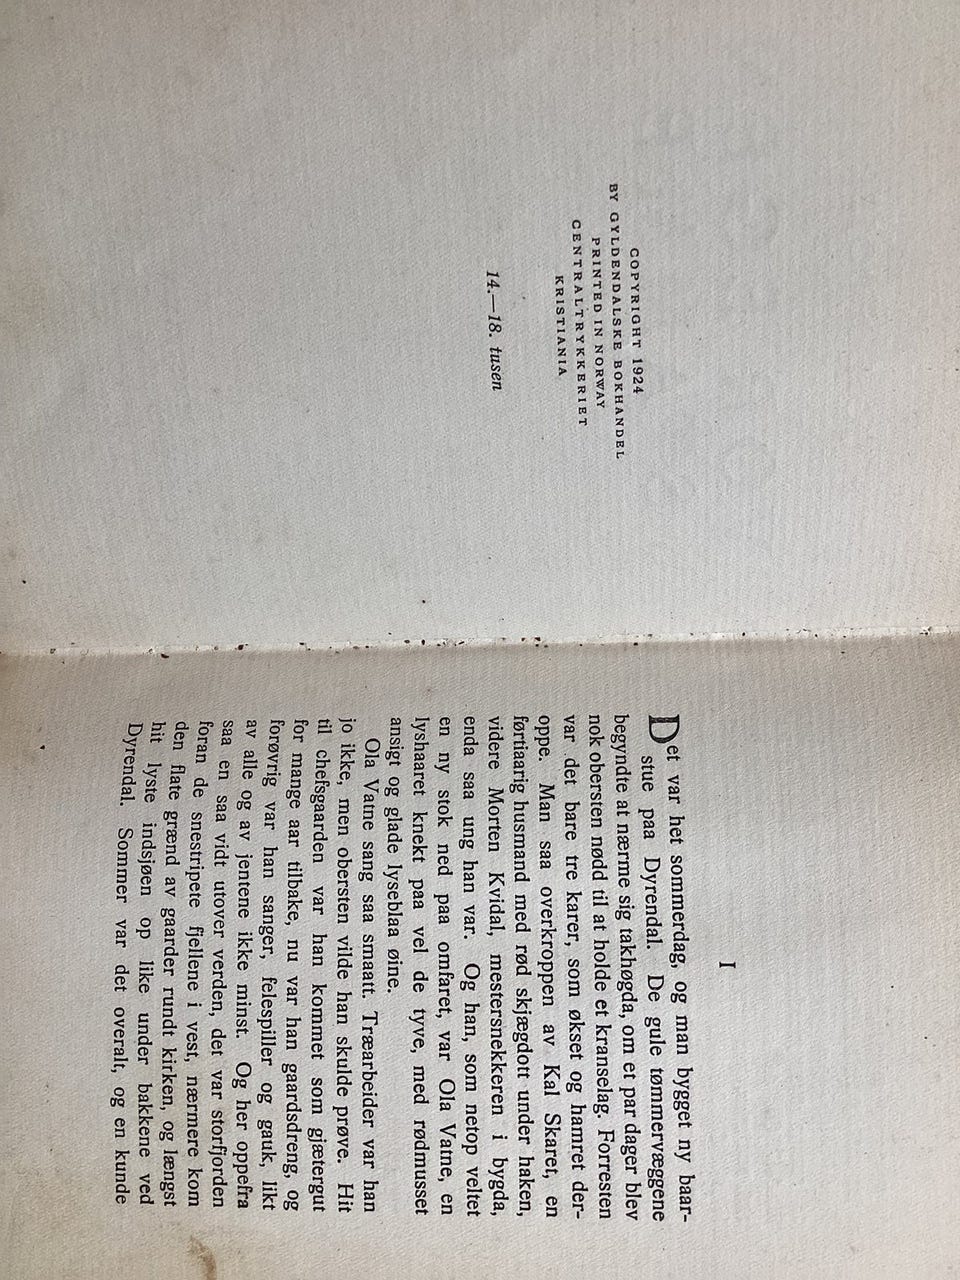 COPYRIGHT 1924
BY GYLDENDALSKE BOKHANDEL
PRINTED IN NORWAY
CENTRALTRYKKERIET
KRISTIANIA
14.—18. tusen
I
Det var het sommerdag, og man bygget ny baar-
stue paa Dyrendal. De gule tømmervæggene
begyndte at nærme sig takhøgda, om et par dager blev
nok obersten nødd til at holde et kranselag. Forresten
var det bare tre karer, som økset og hamret der-
oppe. Man saa overkroppen av Kal Skaret, en
førtiaarig husmand med rød skjægdott under haken,
videre Morten Kvidal, mestersnekkeren i bygda,
enda saa ung han var. Og han, som netop veltet
en ny stok ned paa omfaret, var Ola Vatne, en
lyshaaret knekt paa vel de tyve, med rødmusset
ansigt og glade lyseblaa øine.
Ola Vatne sang saa smaatt. Træarbeider var han
jo ikke, men obersten vilde han skulde prøve. Hit
til chefsgaarden var han kommet som gjætergut
for mange aar tilbake, nu var han gaardsdreng, og
forøvrig var han sanger, felespiller og gauk, likt
av alle og av jentene ikke minst. Og her oppefra
saa en saa vidt utover verden, det var storfjorden
foran de snestripete fjellene i vest, nærmere kom
den flate grænd av gaarder rundt kirken, og længst
hit lyste indsjøen op like under bakkene ved
Dyrendal. Sommer var det overalt, og en kunde